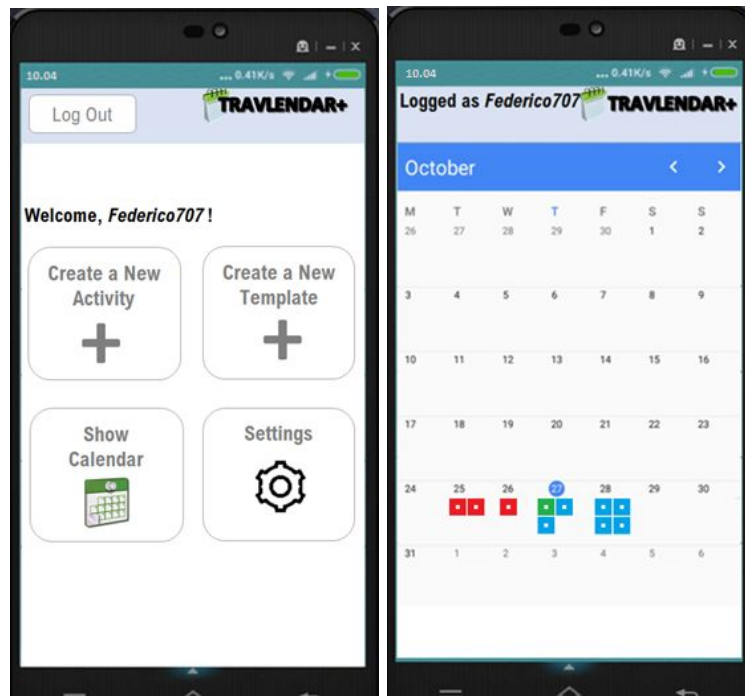 10.04
... 0.41K/s
Log Out
TRAVLENDAR+
Welcome, Federico707 !
Create a New
Activity
Create a New
Template
Show
Calendar
Settings
10.04
... 0.41K/s
Logged as Federico707
TRAVLENDAR+
October
M T W T F S S
26 27 28 29 30 1 2
3 4 5 6 7 8 9
10 11 12 13 14 15 16
17 18 19 20 21 22 23
24 25 26 27 28 29 30
31 1 2 3 4 5 6